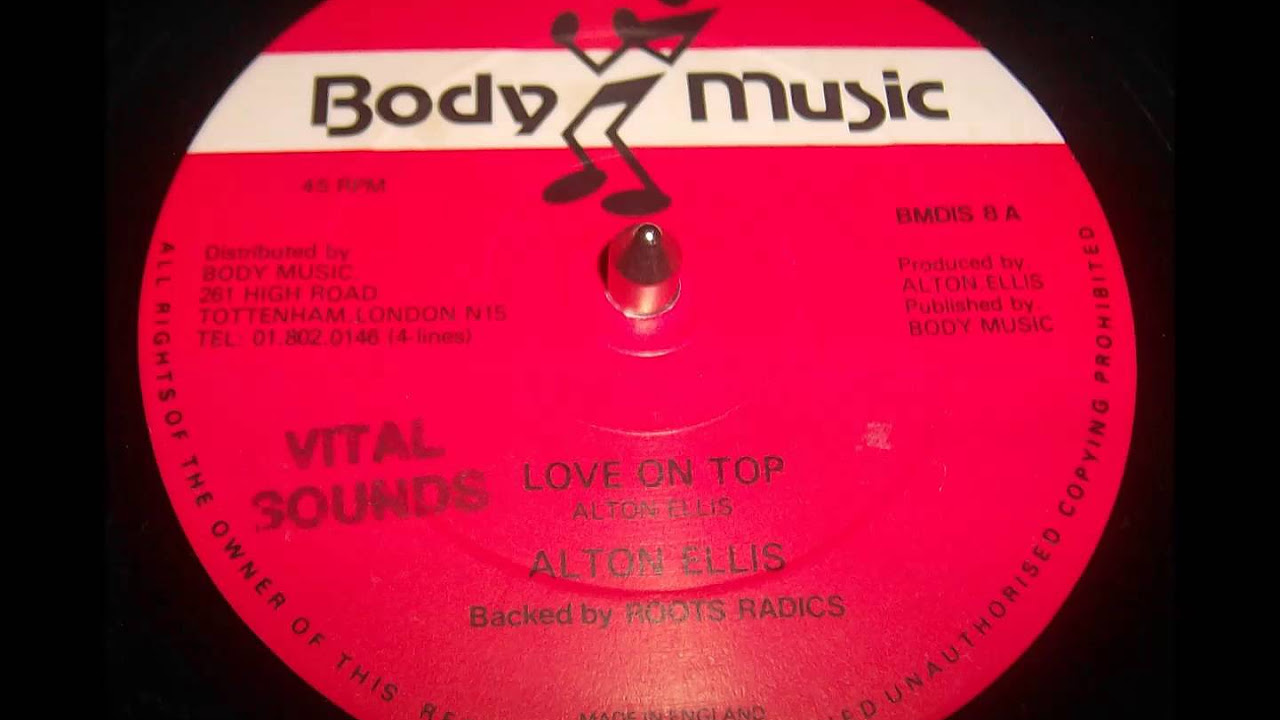 Body Music
45 RPM
BMDIS 8 A
Distributed by
BODY MUSIC
261 HIGH ROAD
TOTTENHAM LONDON N15
TEL: 01.802.0146 (4-lines)
Produced by
ALTON ELLIS
Published by
BODY MUSIC
VITAL
SOUNDS
LOVE ON TOP
ALTON ELLIS
ALTON ELLIS
Backed by ROOTS RADICS
MADE IN ENGLAND
ALL RIGHTS OF THE OWNER OF THIS RE
ED UNAUTHORISED COPYING PROHIBITED